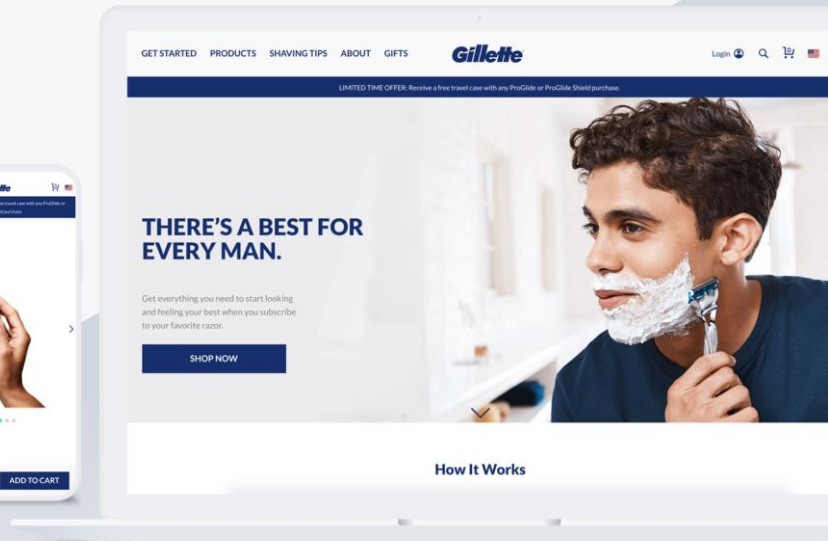 GET STARTED PRODUCTS SHAVING TIPS ABOUT GIFTS Gillette Login 0
LIMITED TIME OFFER: Receive a free travel case with any ProGlide or ProGlide Shield purchase.
THERE'S A BEST FOR
EVERY MAN.
Get everything you need to start looking
and feeling your best when you subscribe
to your favorite razor.
SHOP NOW
How It Works
ADD TO CART